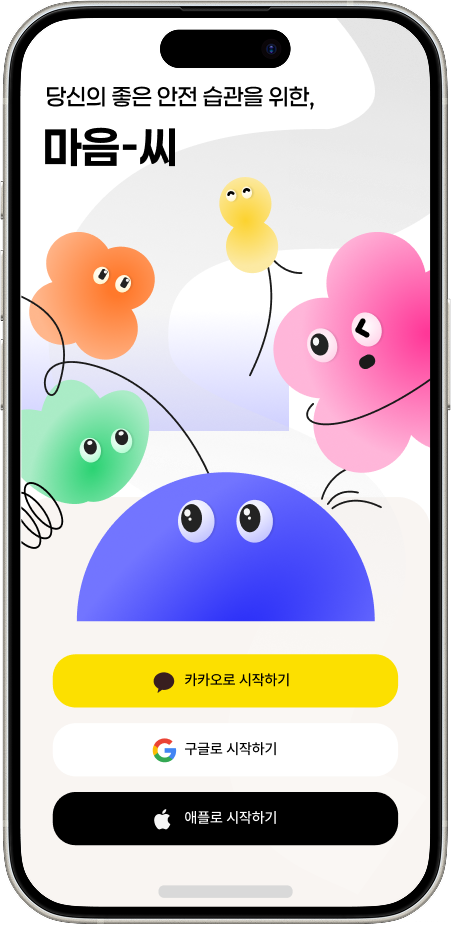 당신의 좋은 안전 습관을 위한,
마음-씨
카카오로 시작하기
구글로 시작하기
애플로 시작하기